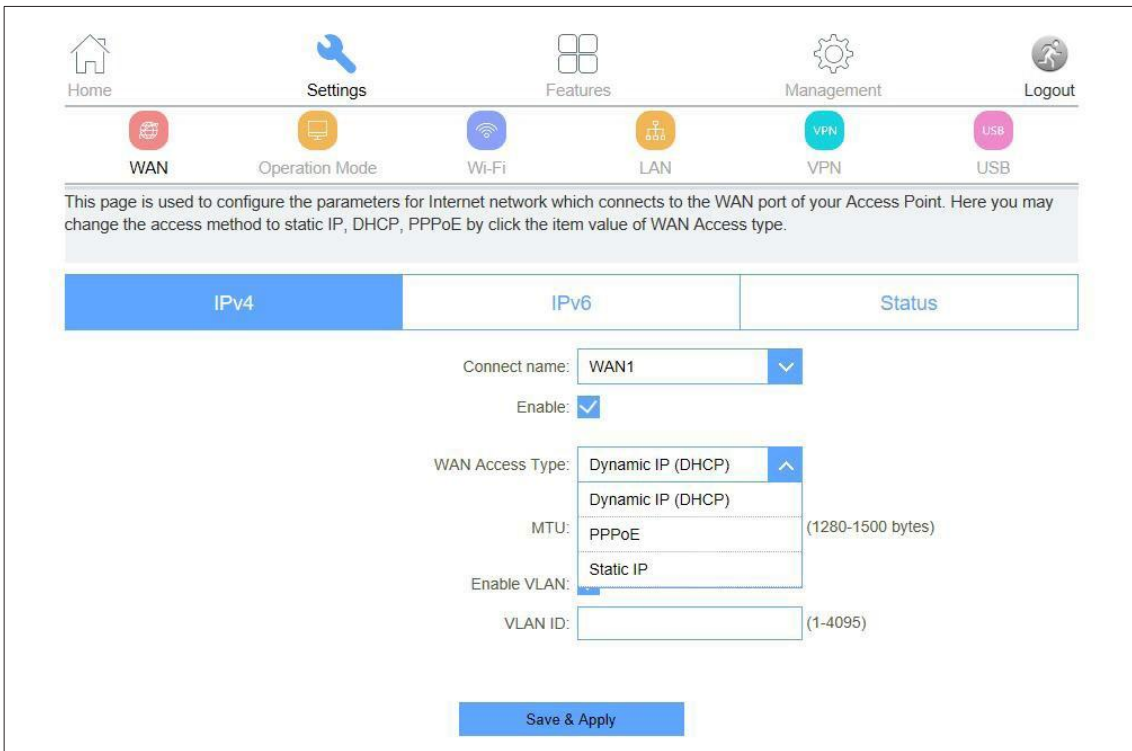 Home Settings Features Management Logout
VPN USB
WAN Operation Mode Wi-Fi LAN VPN USB
This page is used to configure the parameters for Internet network which connects to the WAN port of your Access Point. Here you may
change the access method to static IP, DHCP, PPPoE by click the item value of WAN Access type.
IPv4 IPv6 Status
Connect name: WAN1
Enable:
WAN Access Type: Dynamic IP (DHCP)
Dynamic IP (DHCP)
MTU: PPPoE (1280-1500 bytes)
Static IP
Enable VLAN:
VLAN ID: (1-4095)
Save & Apply